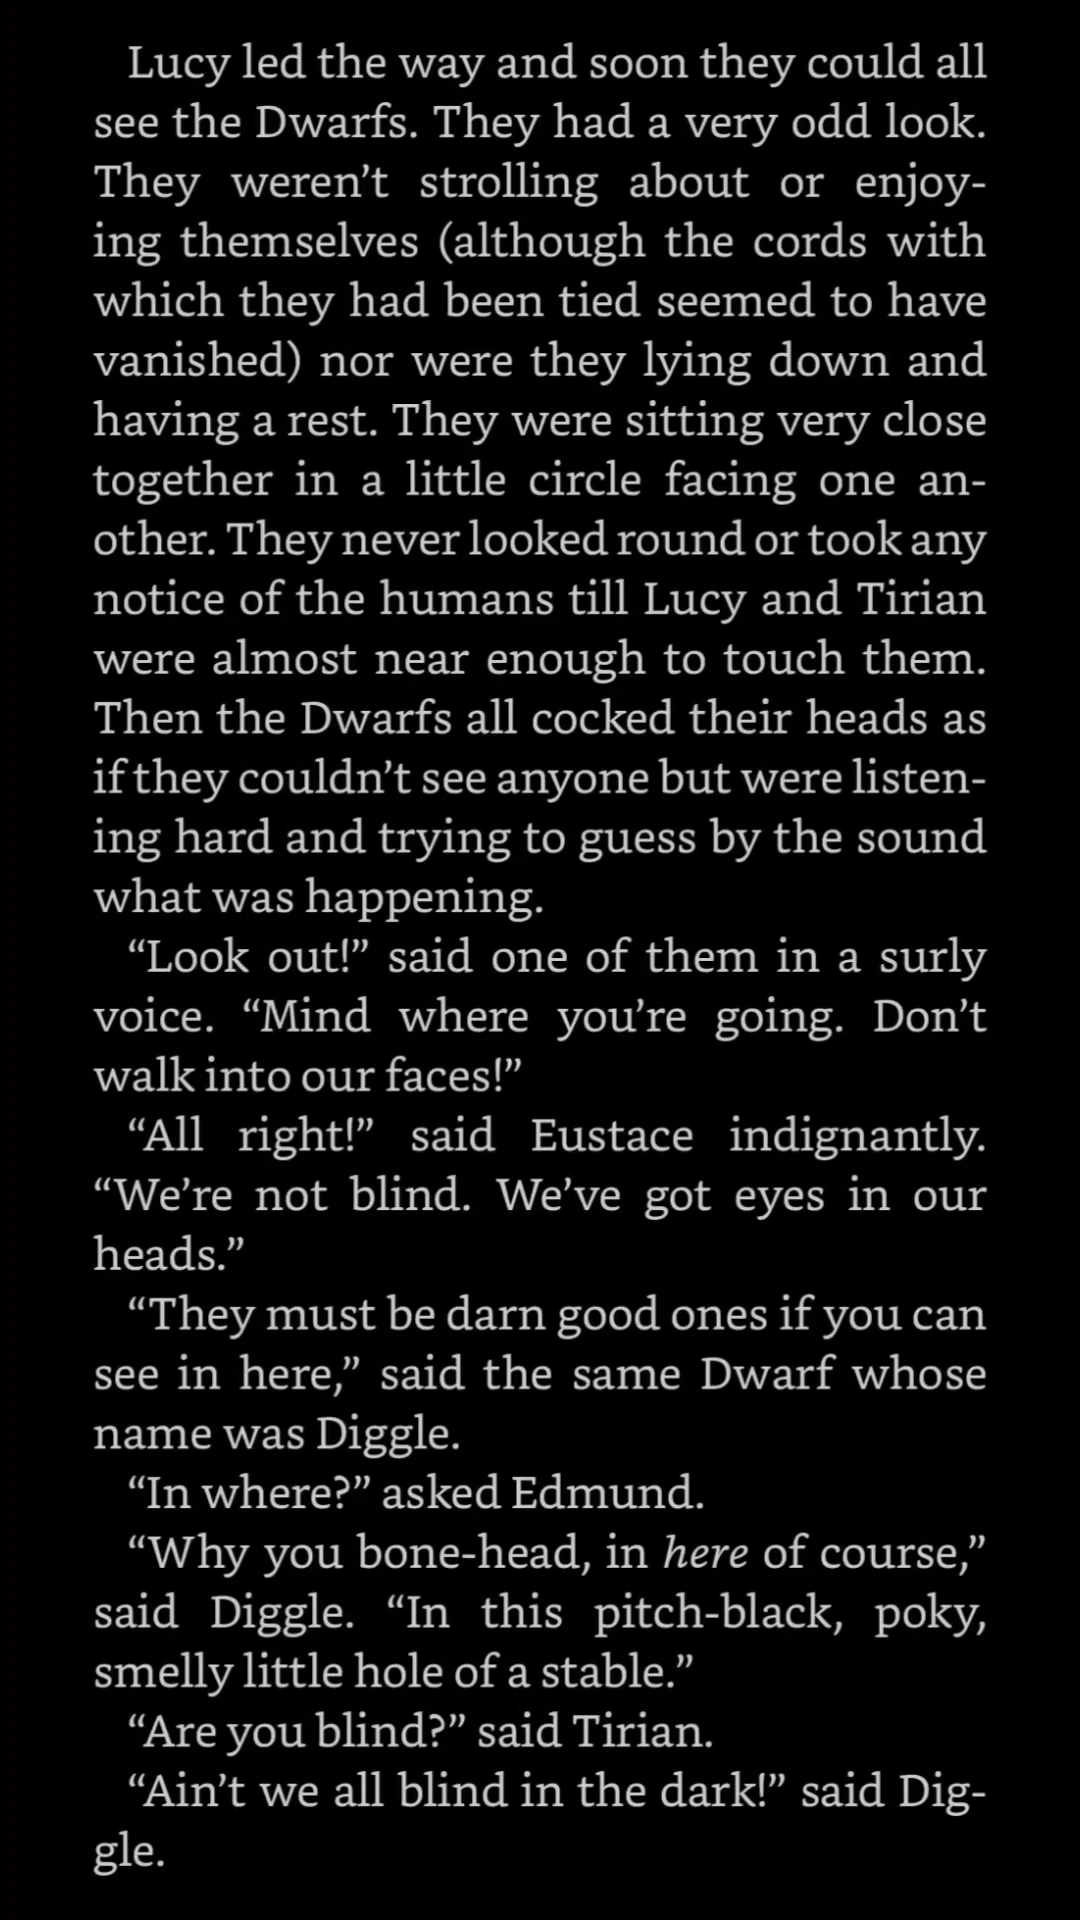 Lucy led the way and soon they could all
see the Dwarfs. They had a very odd look.
They weren’t strolling about or enjoy-
ing themselves (although the cords with
which they had been tied seemed to have
vanished) nor were they lying down and
having a rest. They were sitting very close
together in a little circle facing one an-
other. They never looked round or took any
notice of the humans till Lucy and Tirian
were almost near enough to touch them.
Then the Dwarfs all cocked their heads as
if they couldn’t see anyone but were listen-
ing hard and trying to guess by the sound
what was happening.
“Look out!” said one of them in a surly
voice. “Mind where you’re going. Don’t
walk into our faces!”
“All right!” said Eustace indignantly.
“We’re not blind. We’ve got eyes in our
heads.”
“They must be darn good ones if you can
see in here,” said the same Dwarf whose
name was Diggle.
“In where?” asked Edmund.
“Why you bone-head, in here of course,”
said Diggle. “In this pitch-black, poky,
smelly little hole of a stable.”
“Are you blind?” said Tirian.
“Ain’t we all blind in the dark!” said Dig-
gle.